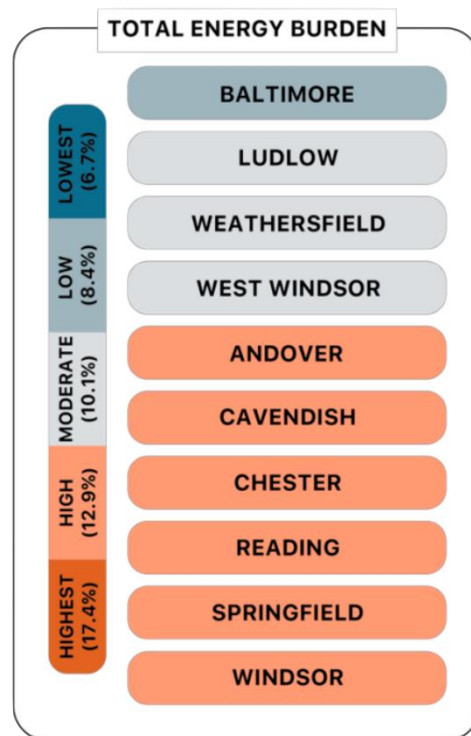 TOTAL ENERGY BURDEN
LOWEST
(6.7%)
LOW
(8.4%)
MODERATE
(10.1%)
HIGH
(12.9%)
HIGHEST
(17.4%)
BALTIMORE
LUDLOW
WEATHERSFIELD
WEST WINDSOR
ANDOVER
CAVENDISH
CHESTER
READING
SPRINGFIELD
WINDSOR